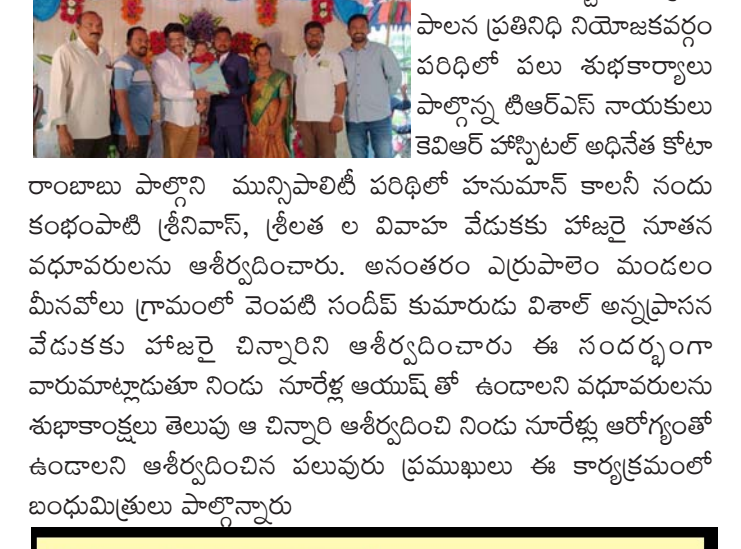 పాలన ప్రతినిధి నియోజకవర్గం
పరిధిలో పలు శుభకార్యాలు
పాల్గొన్న టిఆర్ఎస్ నాయకులు
కెవిఆర్ హాస్పిటల్ అధినేత కోటా
రాంబాబు పాల్గొని మున్సిపాలిటీ పరిథిలో హనుమాన్ కాలనీ నందు
కంభంపాటి శ్రీనివాస్, శ్రీలత ల వివాహ వేడుకకు హాజరై నూతన
వధూవరులను ఆశీర్వదించారు. అనంతరం ఎర్రుపాలెం మండలం
మీనవోలు గ్రామంలో వెంపటి సందీప్ కుమారుడు విశాల్ అన్నప్రాసన
వేడుకకు హాజరై చిన్నారిని ఆశీర్వదించారు ఈ సందర్భంగా
వారుమాట్లాడుతూ నిండు నూరేళ్ల ఆయుష్ తో ఉండాలని వధూవరులను
శుభాకాంక్షలు తెలుపు ఆ చిన్నారి ఆశీర్వదించి నిండు నూరేళ్లు ఆరోగ్యంతో
ఉండాలని ఆశీర్వదించిన పలువురు ప్రముఖులు ఈ కార్యక్రమంలో
బంధుమిత్రులు పాల్గొన్నారు